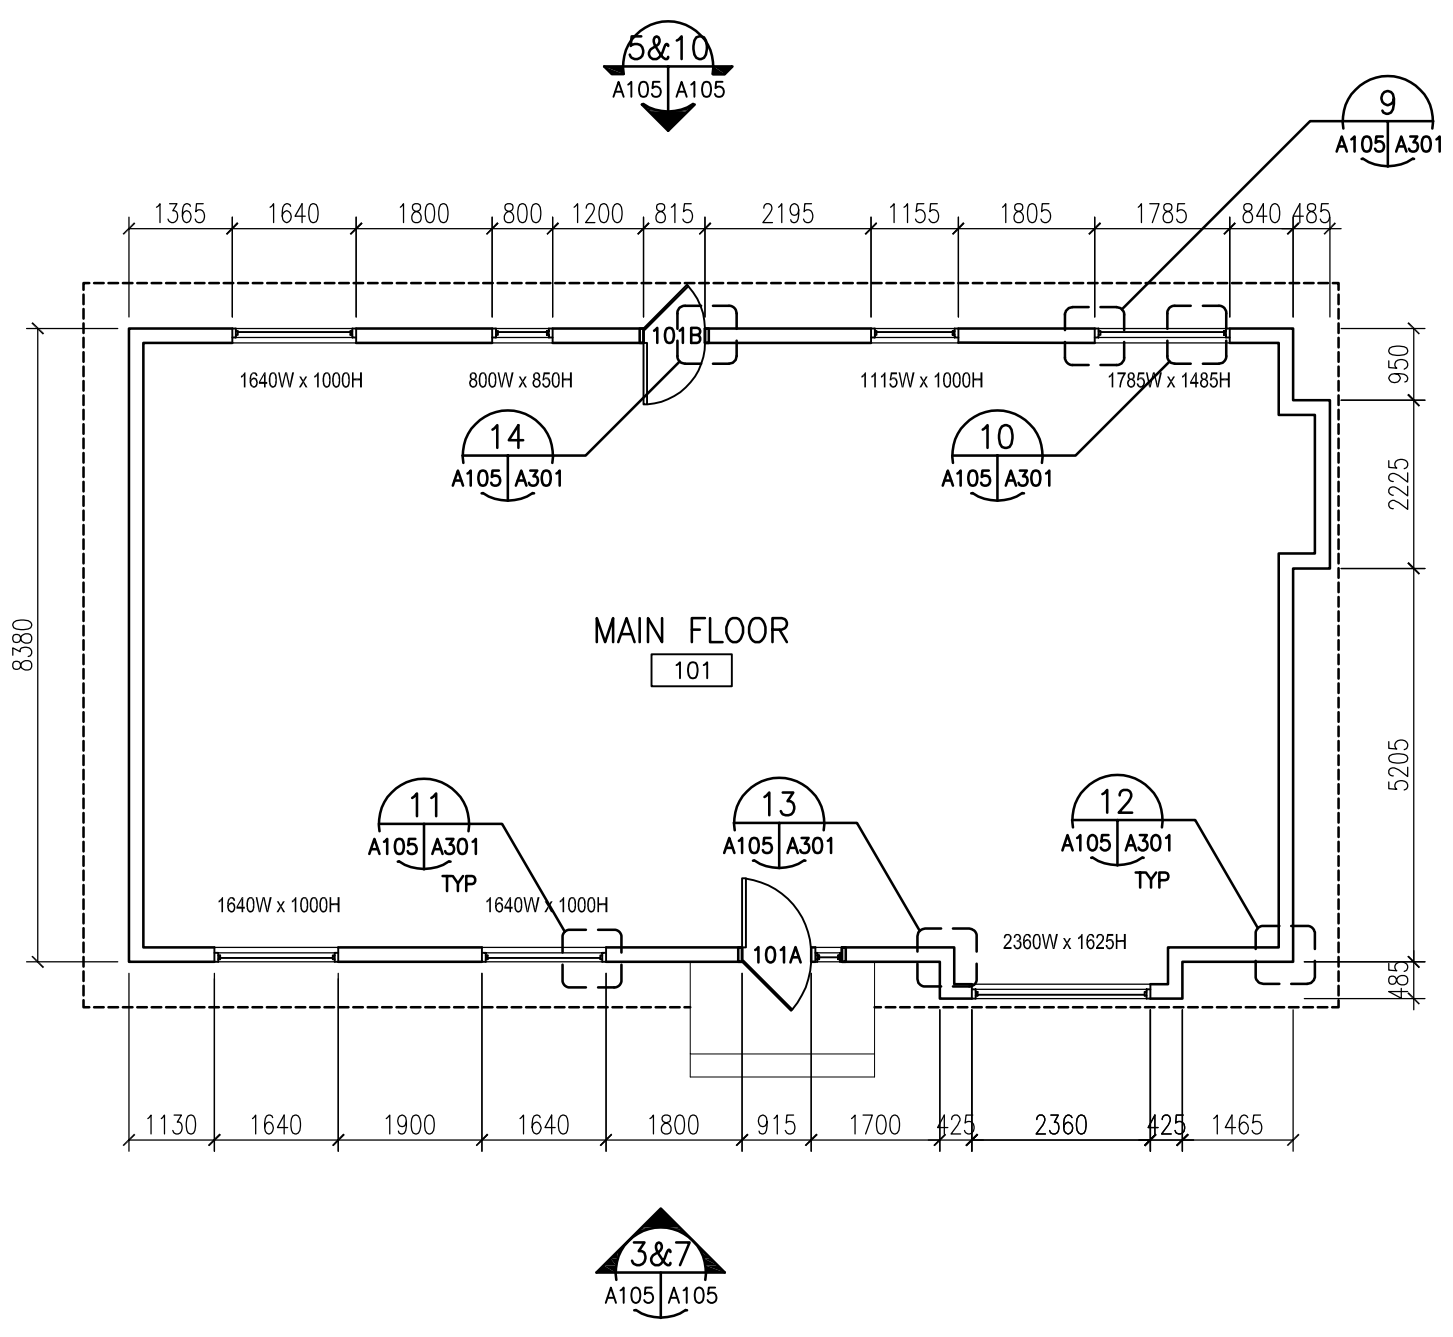 5&10
A105 A105
9
A105 A301
1365 1640 1800 800 1200 815 2195 1155 1805 1785 840 485
101B
1640W x 1000H 800W x 850H 1115W x 1000H 1785W x 1485H
950
14
A105 A301
10
A105 A301
2225
MAIN FLOOR
101
8380
5205
11
A105 A301
TYP
13
A105 A301
12
A105 A301
TYP
1640W x 1000H 1640W x 1000H
2360W x 1625H
101A
485
1130 1640 1900 1640 1800 915 1700 425 2360 425 1465
3&7
A105 A105